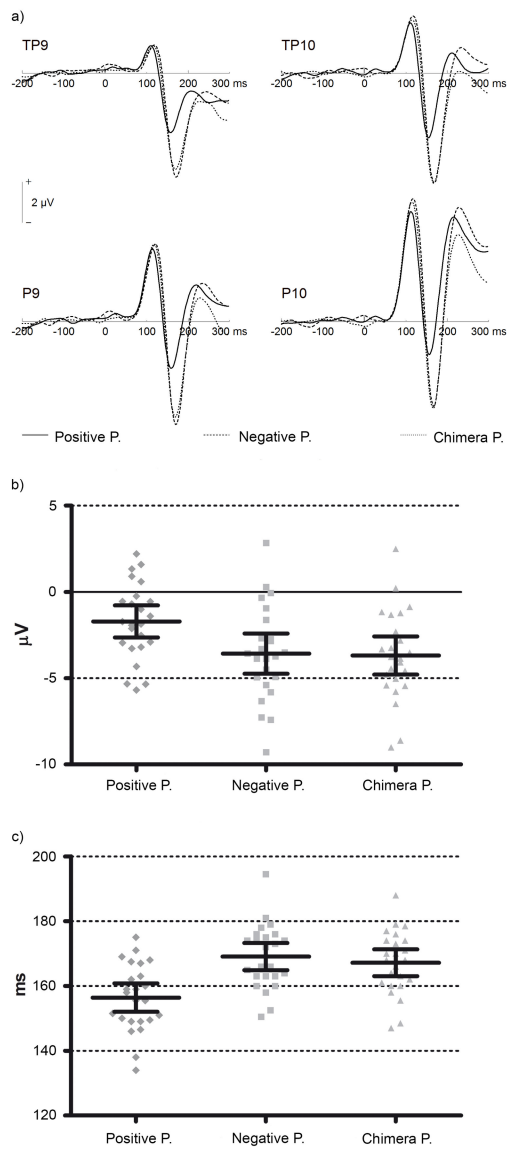 a)
TP9
TP10
-200 -100 0 100 200 300 ms
-200 -100 0 100 200 300 ms
+
2 µV
–
P9
P10
-200 -100 0 100 200 300 ms
-200 -100 0 100 200 300 ms
Positive P. Negative P. Chimera P.
b)
5
0
µV
-5
-10
Positive P. Negative P. Chimera P.
c)
200
180
ms
160
140
120
Positive P. Negative P. Chimera P.